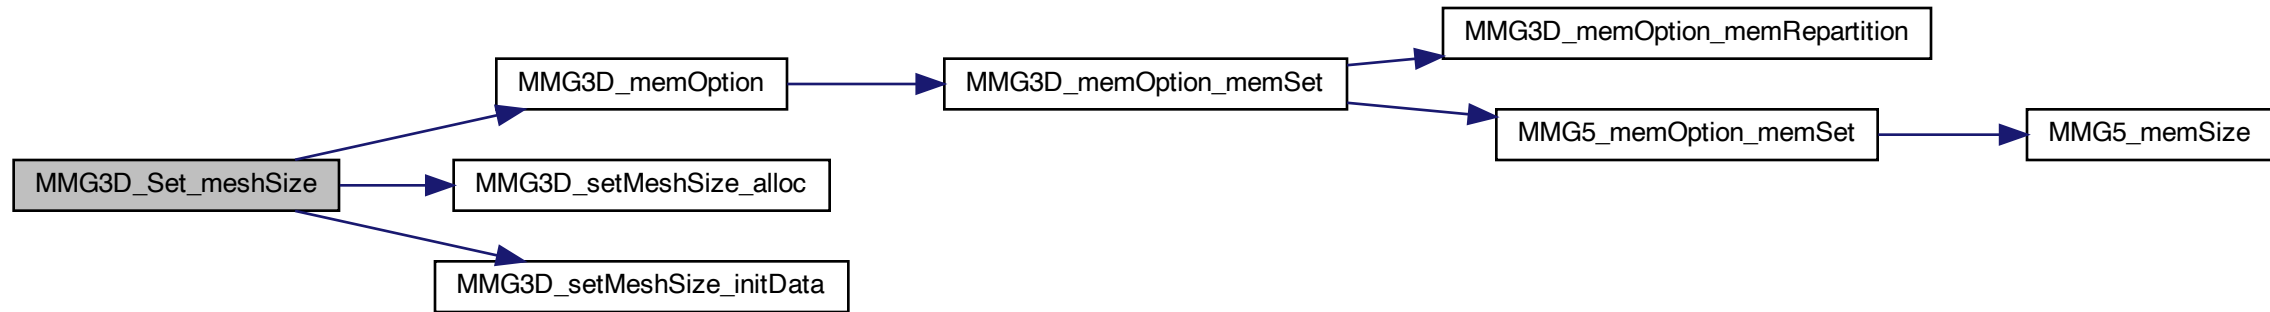 MMG3D_Set_meshSize
MMG3D_memOption
MMG3D_setMeshSize_alloc
MMG3D_setMeshSize_initData
MMG3D_memOption_memSet
MMG3D_memOption_memRepartition
MMG5_memOption_memSet
MMG5_memSize